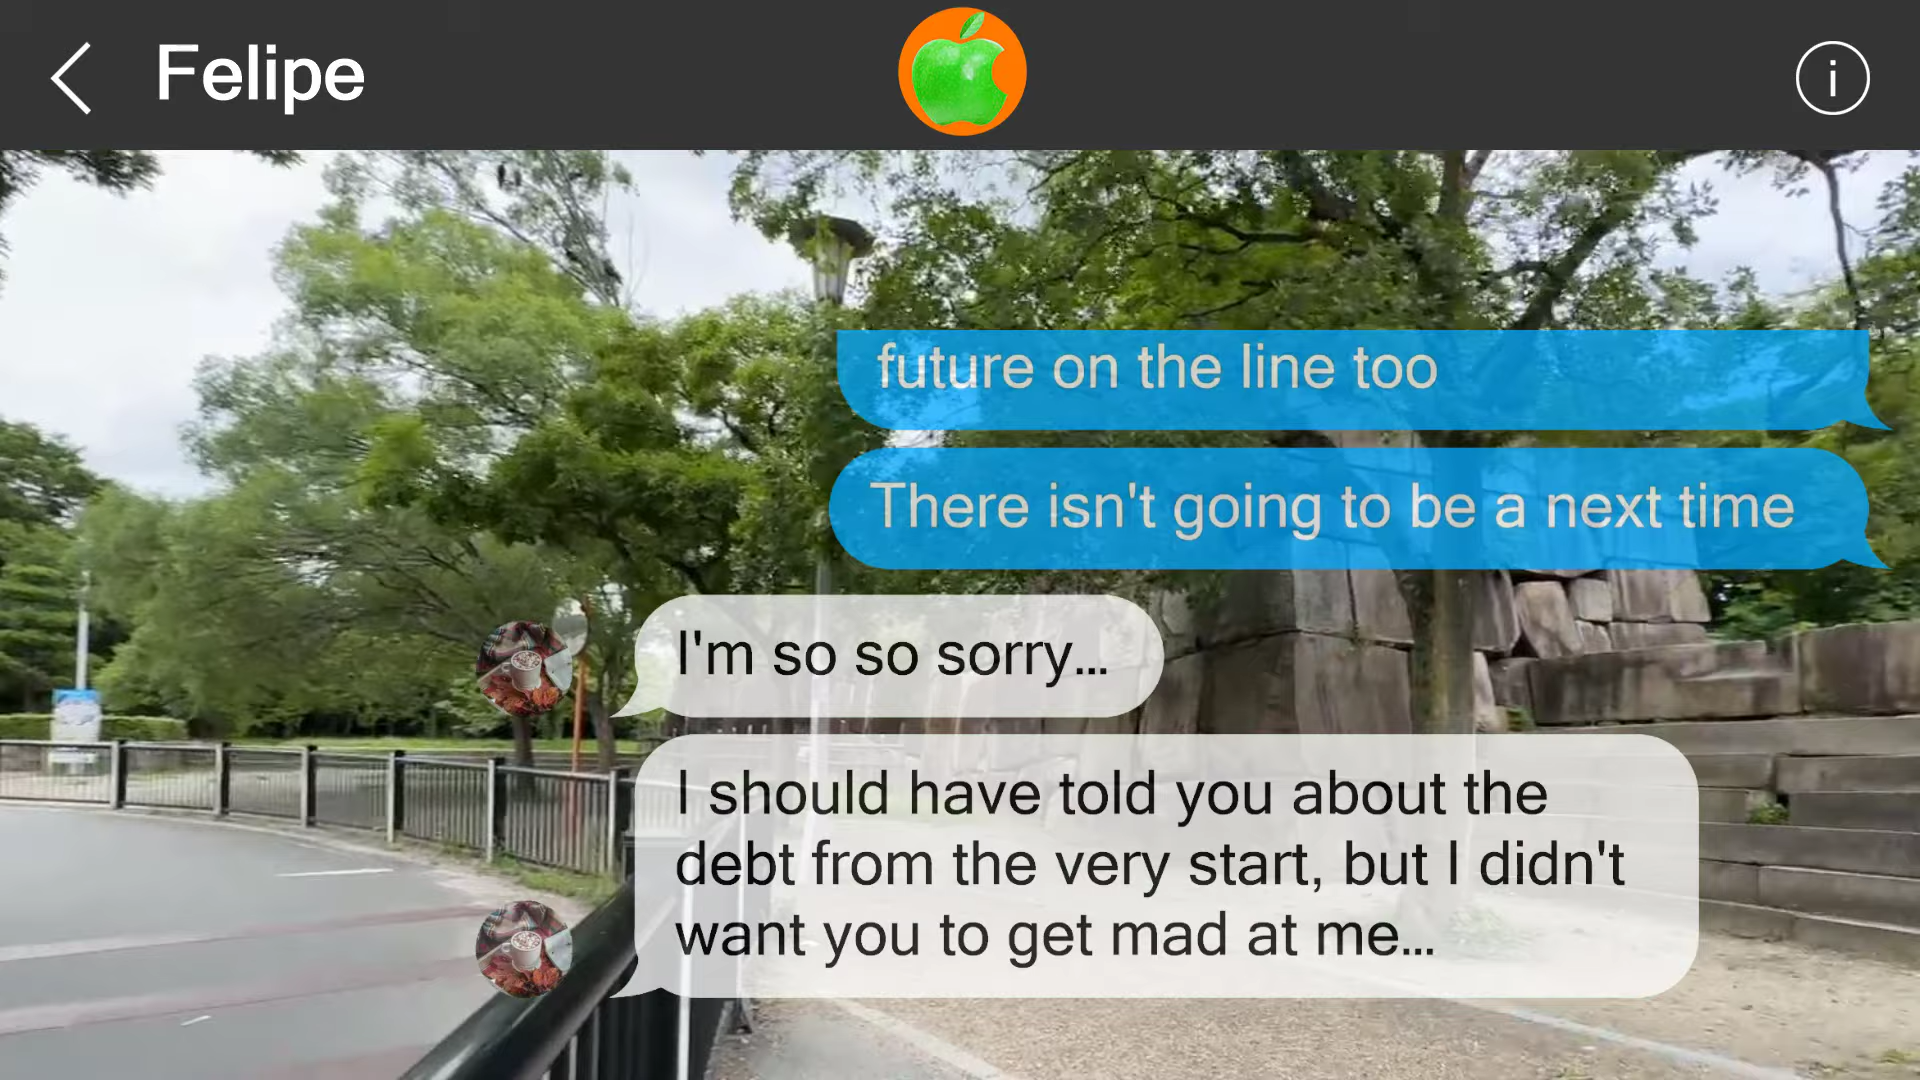 Felipe
i
future on the line too
There isn't going to be a next time
I'm so so sorry...
I should have told you about the
debt from the very start, but I didn't
want you to get mad at me...